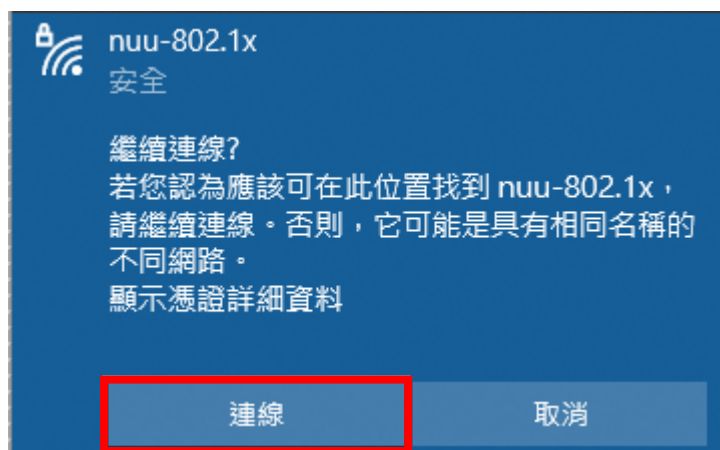 nuu-802.1x
安全
繼續連線?
若您認為應該可在此位置找到 nuu-802.1x，
請繼續連線。否則，它可能是具有相同名稱的
不同網路。
顯示憑證詳細資料
連線 取消